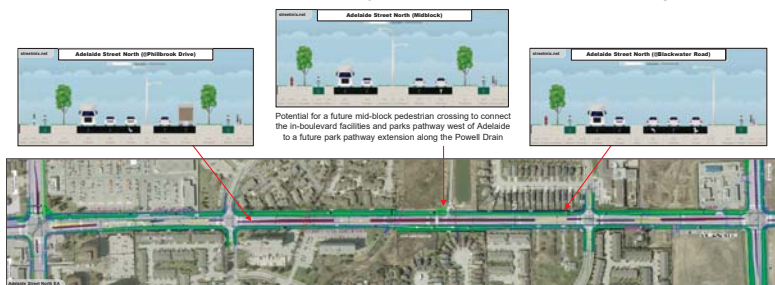 streetmix.net
Adelaide Street North (Midblock)
streetmix.net
Adelaide Street North (@Phillbrook Drive)
streetmix.net
Adelaide Street North (@Blackwater Road)
Potential for a future mid-block pedestrian crossing to connect
the in-boulevard facilities and parks pathway west of Adelaide
to a future park pathway extension along the Powell Drain
Adelaide Street North EA